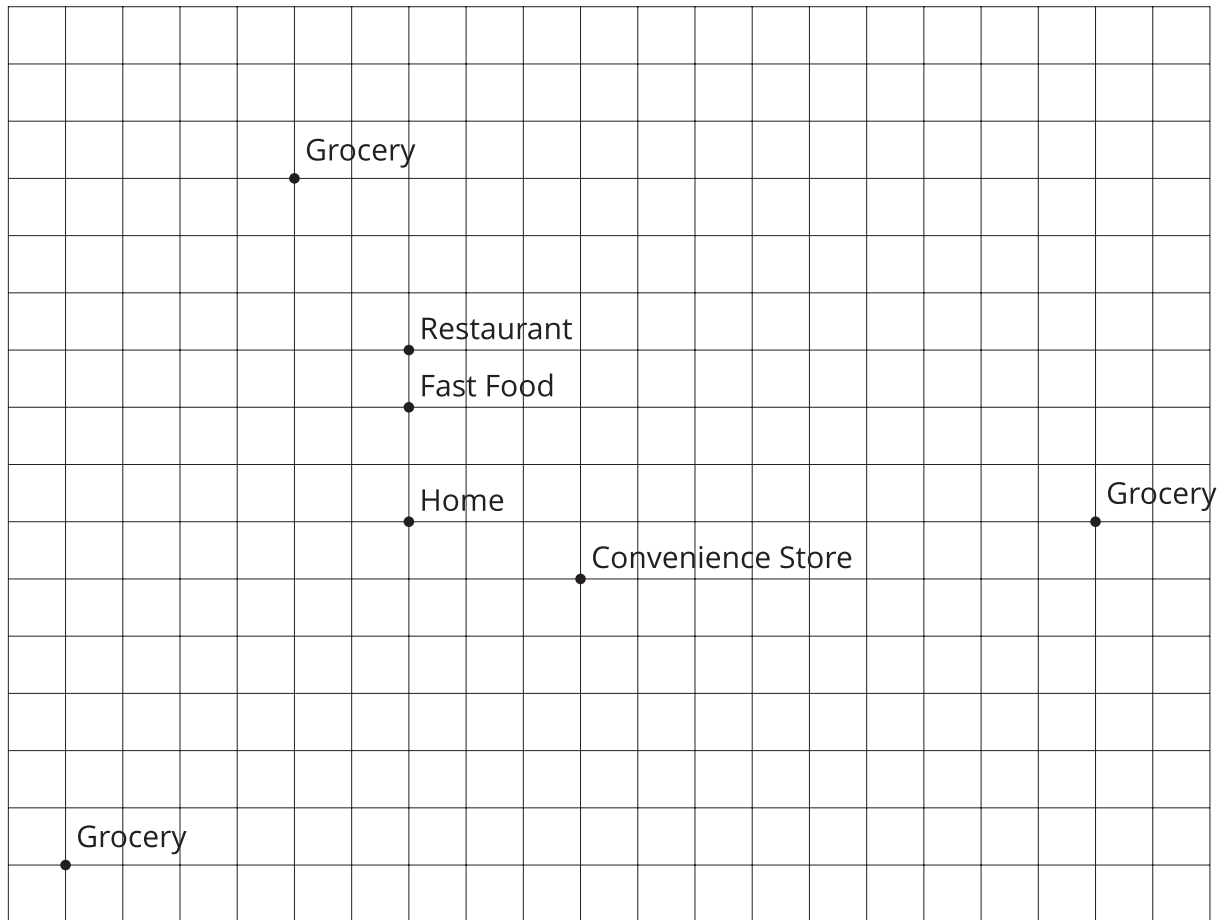 Grocery
Restaurant
Fast Food
Grocery
Home
Convenience Store
Grocery